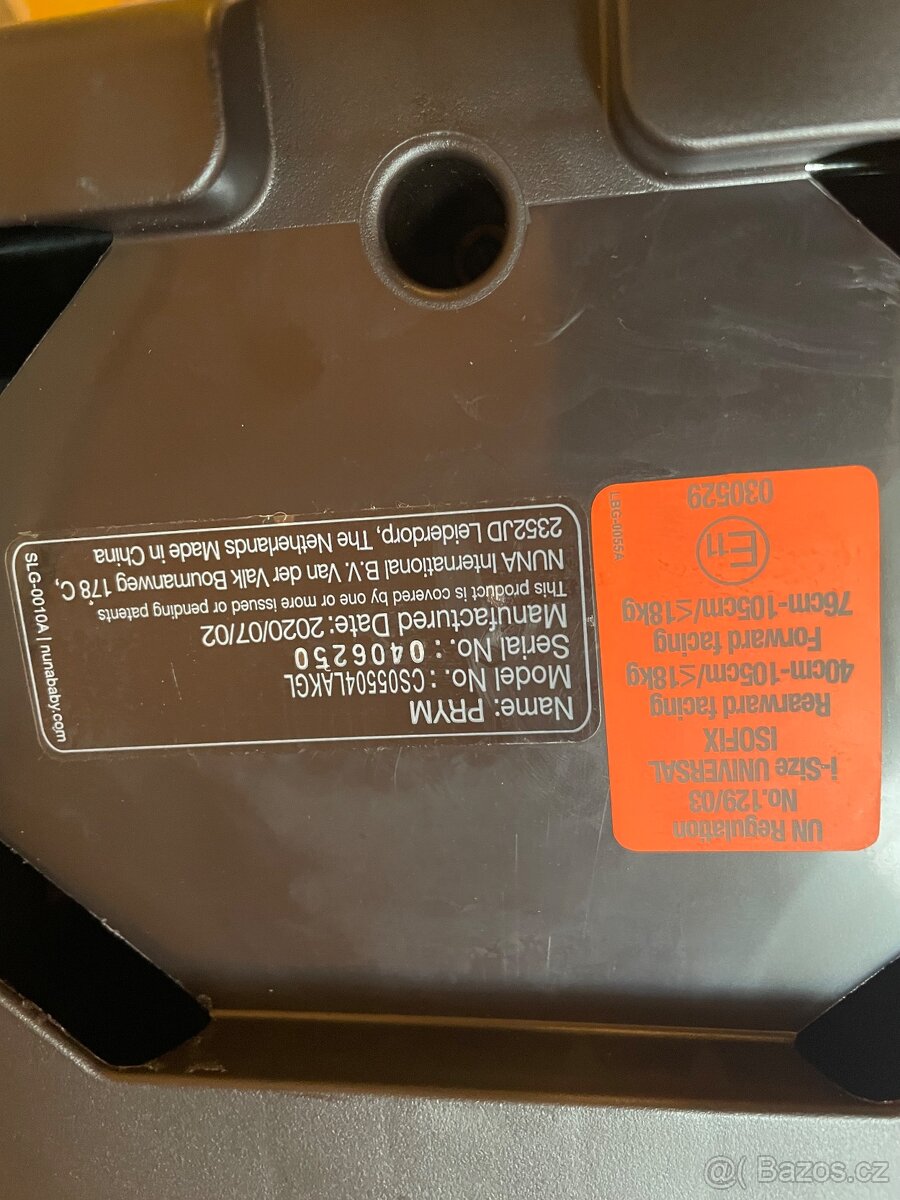 Name: PRYM
Model No.: CS05504LAKGL
Serial No.: 0406250
Manufactured Date: 2020/07/02
This product is covered by one or more issued or pending patents
NUNA International B.V. Van der Valk Boumanweg 178 C,
2352JD Leiderdorp, The Netherlands Made in China
SLG-0010A | nunababy.com
UN Regulation
No.129/03
i-Size UNIVERSAL
ISOFIX
Rearward facing
40cm-105cm/≤18kg
Forward facing
76cm-105cm/≤18kg
E11
030529
LBG-0055A
@( Bazos.cz